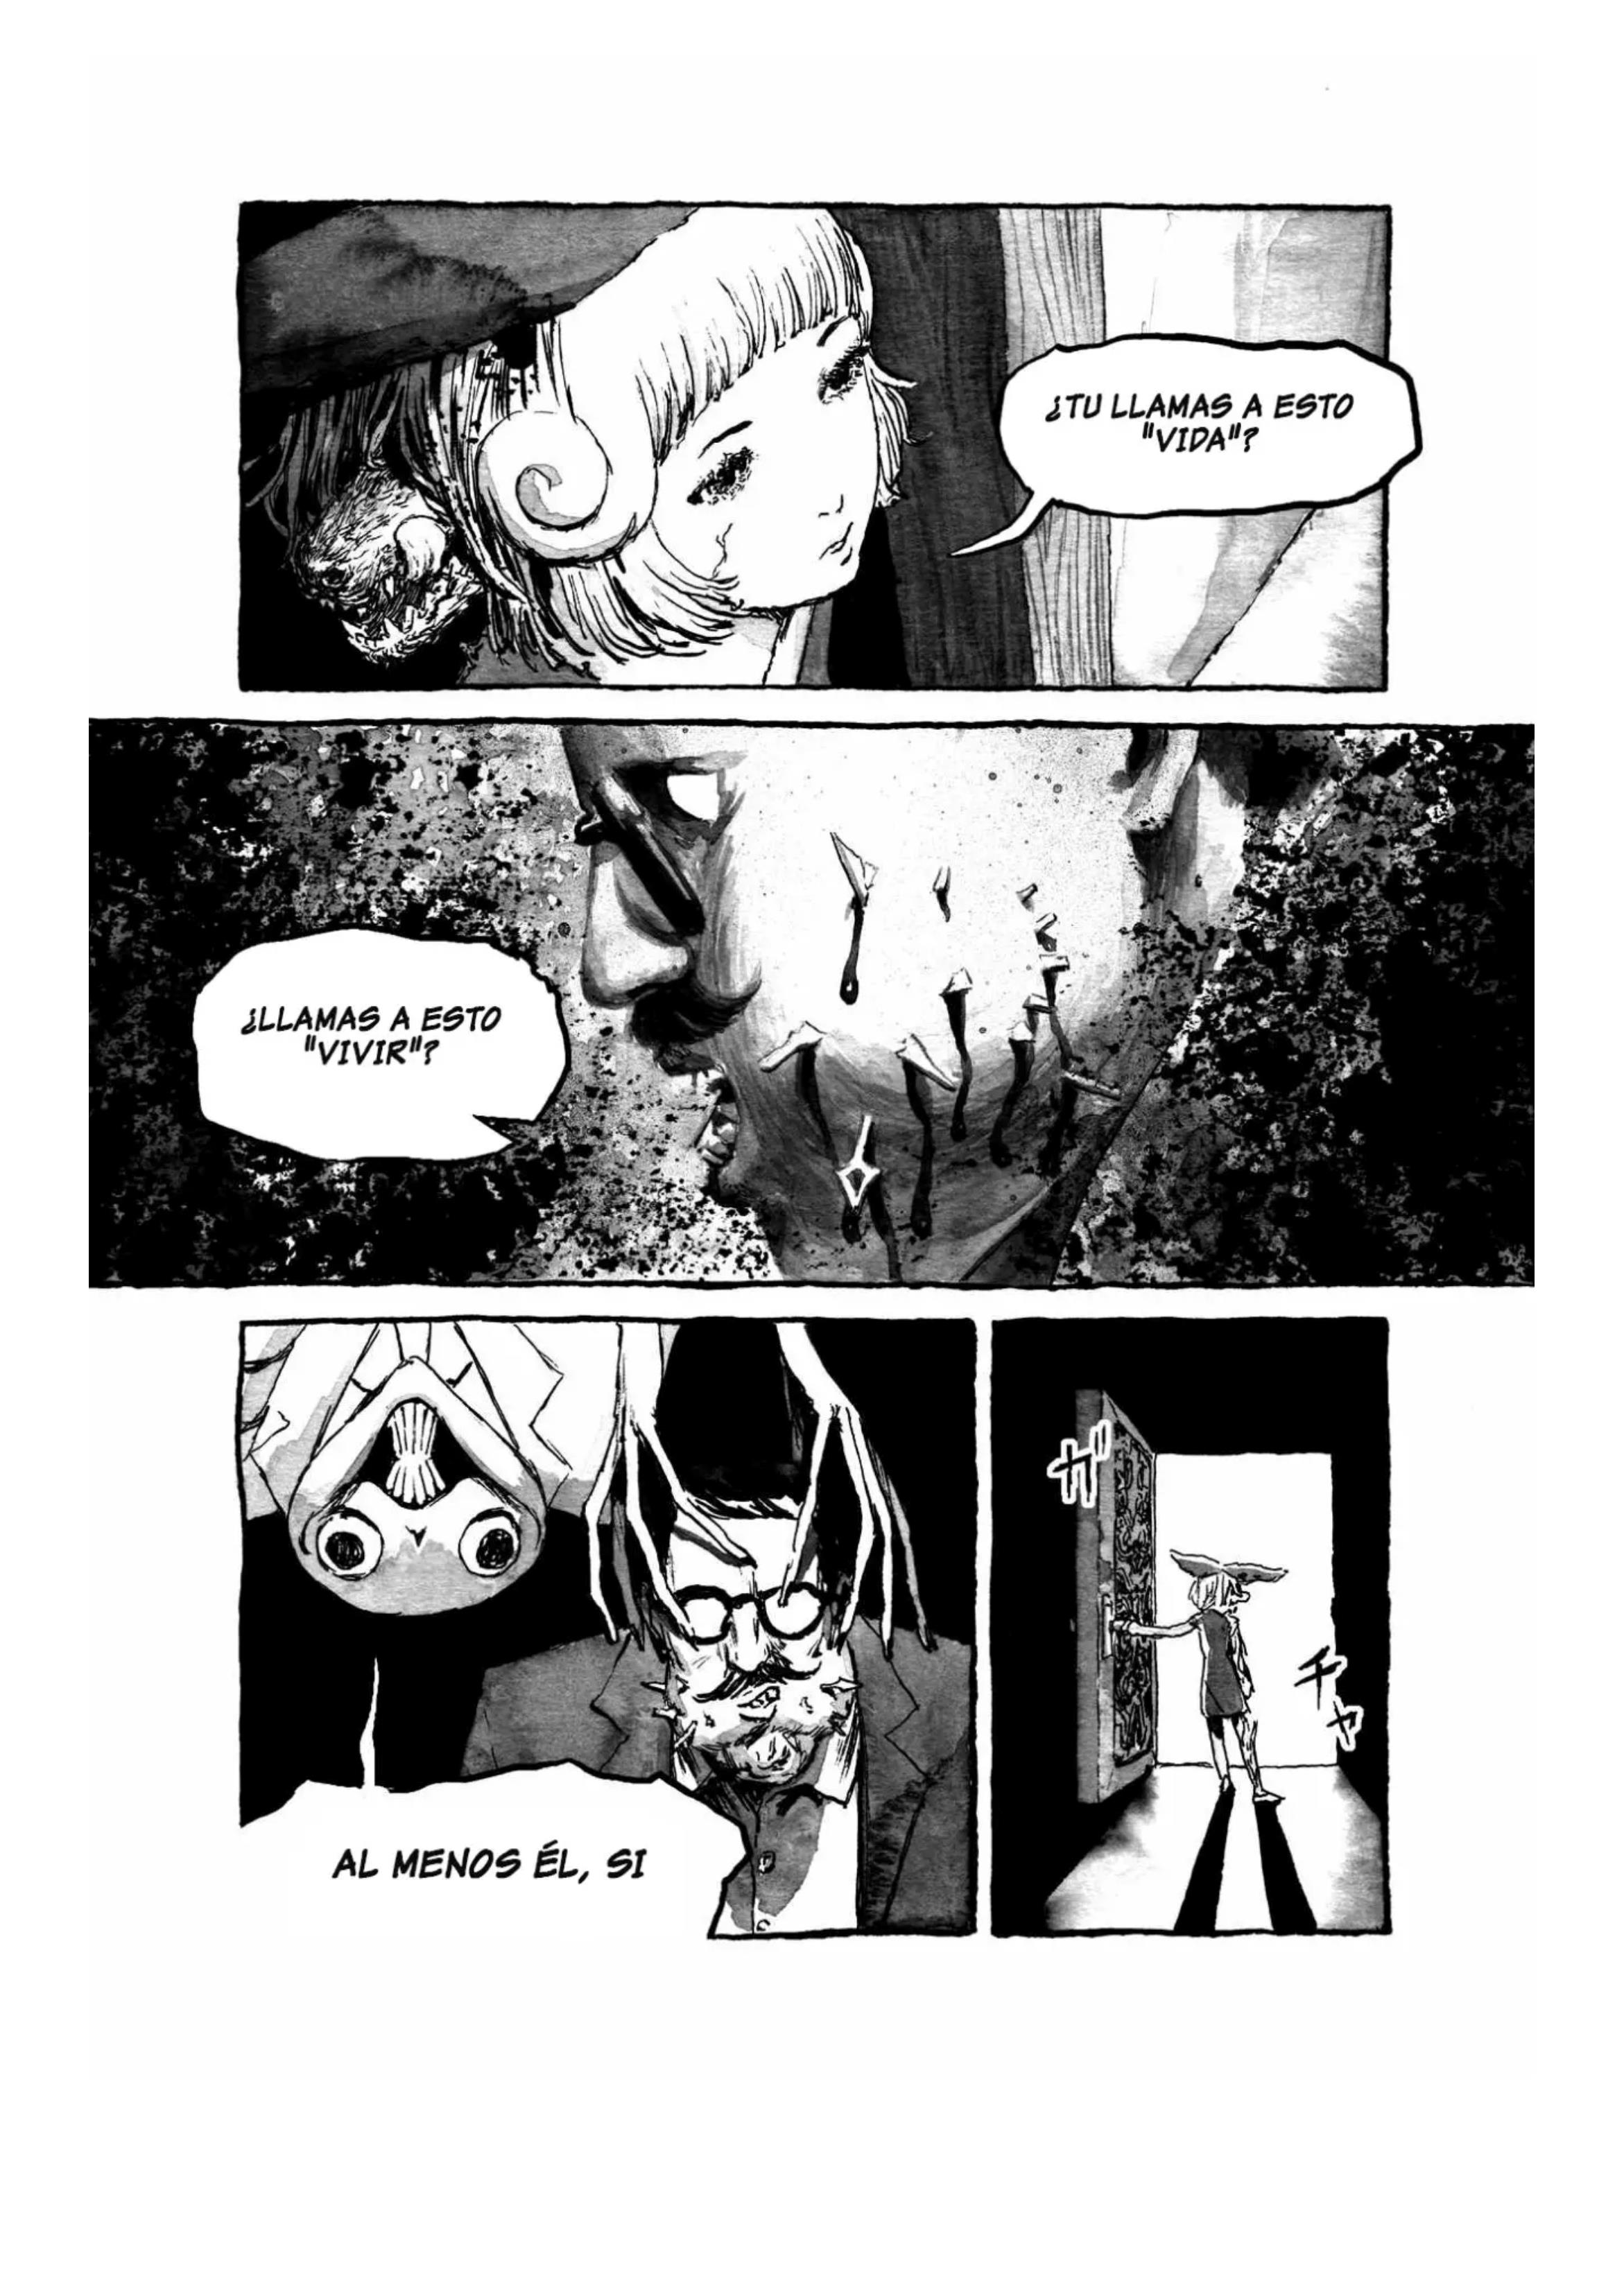 ¿TU LLAMAS A ESTO
"VIDA"?
¿LLAMAS A ESTO
"VIVIR"?
AL MENOS ÉL, SI
ガ
チャ